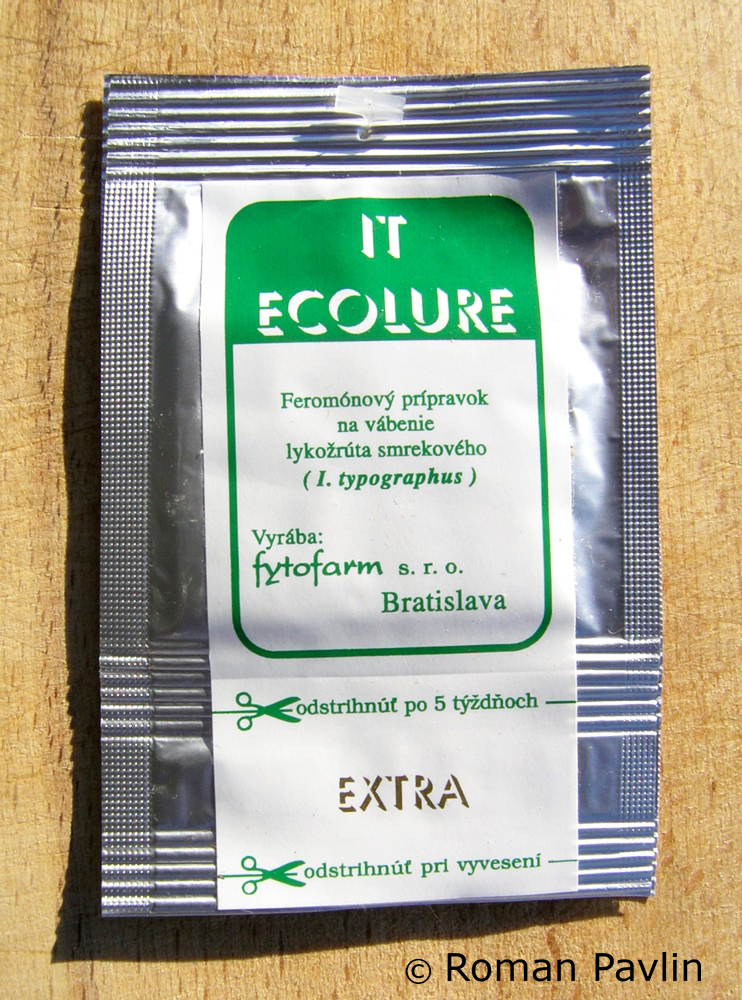 IT
ECOLURE
Feromónový prípravok
na vábenie
lykožrúta smrekového
( I. typographus )
Vyrába:
fytofarm s. r. o.
Bratislava
odstrihnúť po 5 týždňoch
EXTRA
odstrihnúť pri vyvesení
© Roman Pavlin